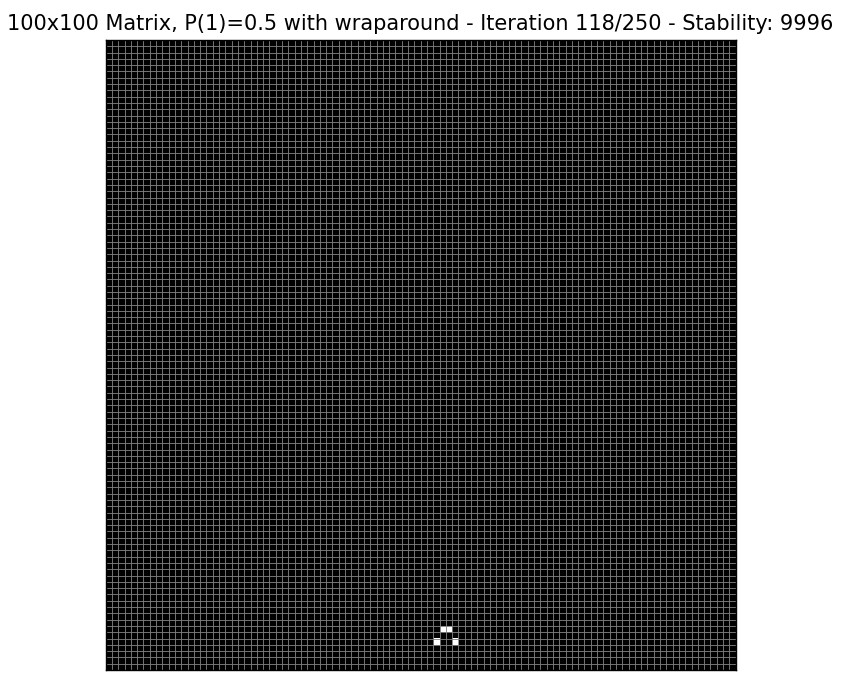 100x100 Matrix, P(1)=0.5 with wraparound - Iteration 118/250 - Stability: 9996